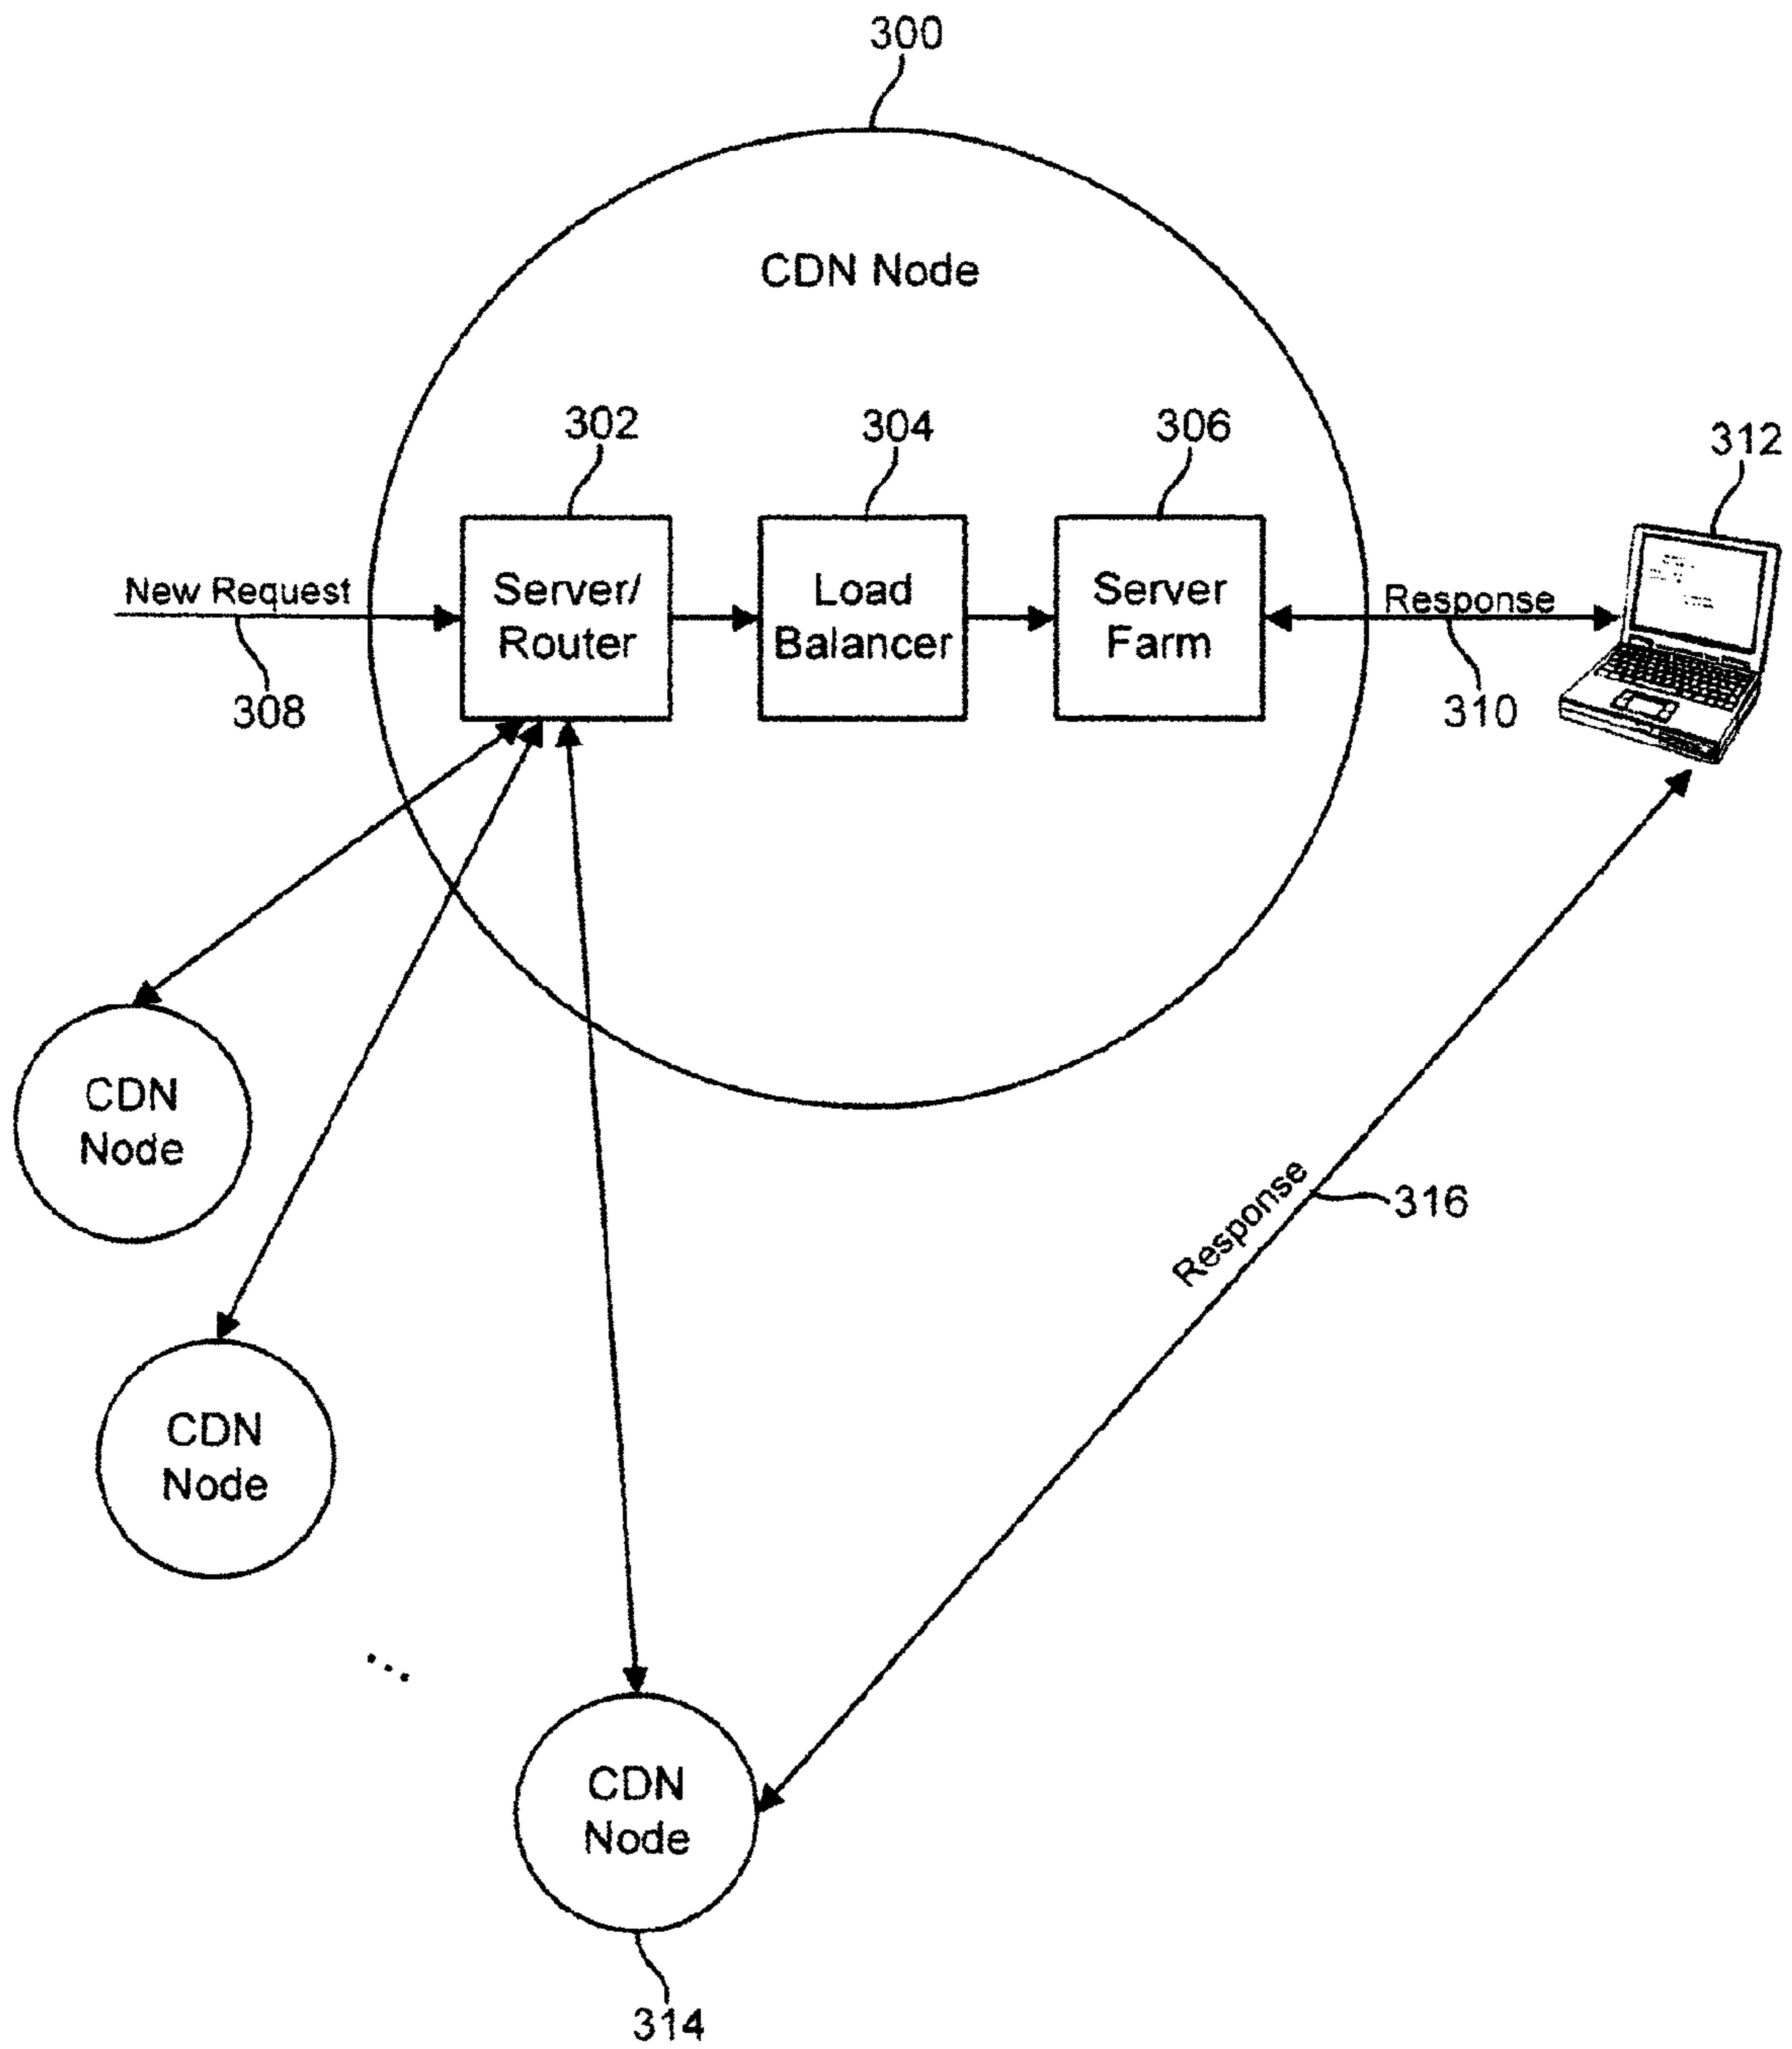 300
CDN Node
302
304
306
312
New Request
Server/
Router
Load
Balancer
Server
Farm
Response
308
310
CDN
Node
Response
316
CDN
Node
...
CDN
Node
314